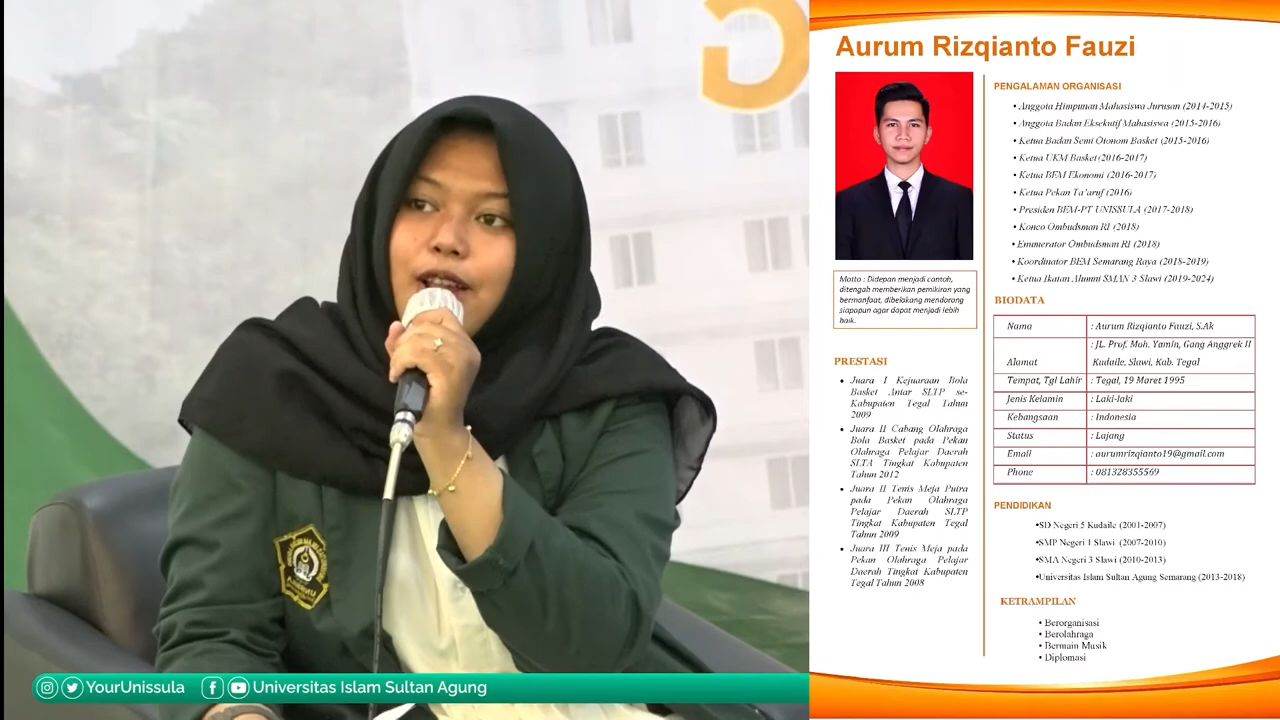 YourUnissula
Universitas Islam Sultan Agung
Aurum Rizqianto Fauzi
Motto : Didepan menjadi contoh,
ditengah memberikan pemikiran yang
bermanfaat, dibelakang mendorong
siapapun agar dapat menjadi lebih
baik.
PRESTASI
• Juara I Kejuaraan Bola
Basket Antar SLTP se-
Kabupaten Tegal Tahun
2009
• Juara II Cabang Olahraga
Bola Basket pada Pekan
Olahraga Pelajar Daerah
SLTA Tingkat Kabupaten
Tahun 2012
• Juara II Tenis Meja Putra
pada Pekan Olahraga
Pelajar Daerah SLTP
Tingkat Kabupaten Tegal
Tahun 2009
• Juara III Tenis Meja pada
Pekan Olahraga Pelajar
Daerah Tingkat Kabupaten
Tegal Tahun 2008
PENGALAMAN ORGANISASI
• Anggota Himpunan Mahasiswa Jurusan (2014-2015)
• Anggota Badan Eksekutif Mahasiswa (2015-2016)
• Ketua Badan Semi Otonom Basket (2015-2016)
• Ketua UKM Basket (2016-2017)
• Ketua BEM Ekonomi (2016-2017)
• Ketua Pekan Ta'aruf (2016)
• Presiden BEM-PT UNISSULA (2017-2018)
• Konco Ombudsman RI (2018)
• Enumerator Ombudsman RI (2018)
• Koordinator BEM Semarang Raya (2018-2019)
• Ketua Ikatan Alumni SMAN 3 Slawi (2019-2024)
BIODATA
Nama : Aurum Rizqianto Fauzi, S.Ak
: JL. Prof. Moh. Yamin, Gang Anggrek II
Alamat Kudaile, Slawi, Kab. Tegal
Tempat, Tgl Lahir : Tegal, 19 Maret 1995
Jenis Kelamin : Laki-laki
Kebangsaan : Indonesia
Status : Lajang
Email : aurumrizqianto19@gmail.com
Phone : 081328355569
PENDIDIKAN
•SD Negeri 5 Kudaile (2001-2007)
•SMP Negeri 1 Slawi (2007-2010)
•SMA Negeri 3 Slawi (2010-2013)
•Universitas Islam Sultan Agung Semarang (2013-2018)
KETRAMPILAN
• Berorganisasi
• Berolahraga
• Bermain Musik
• Diplomasi